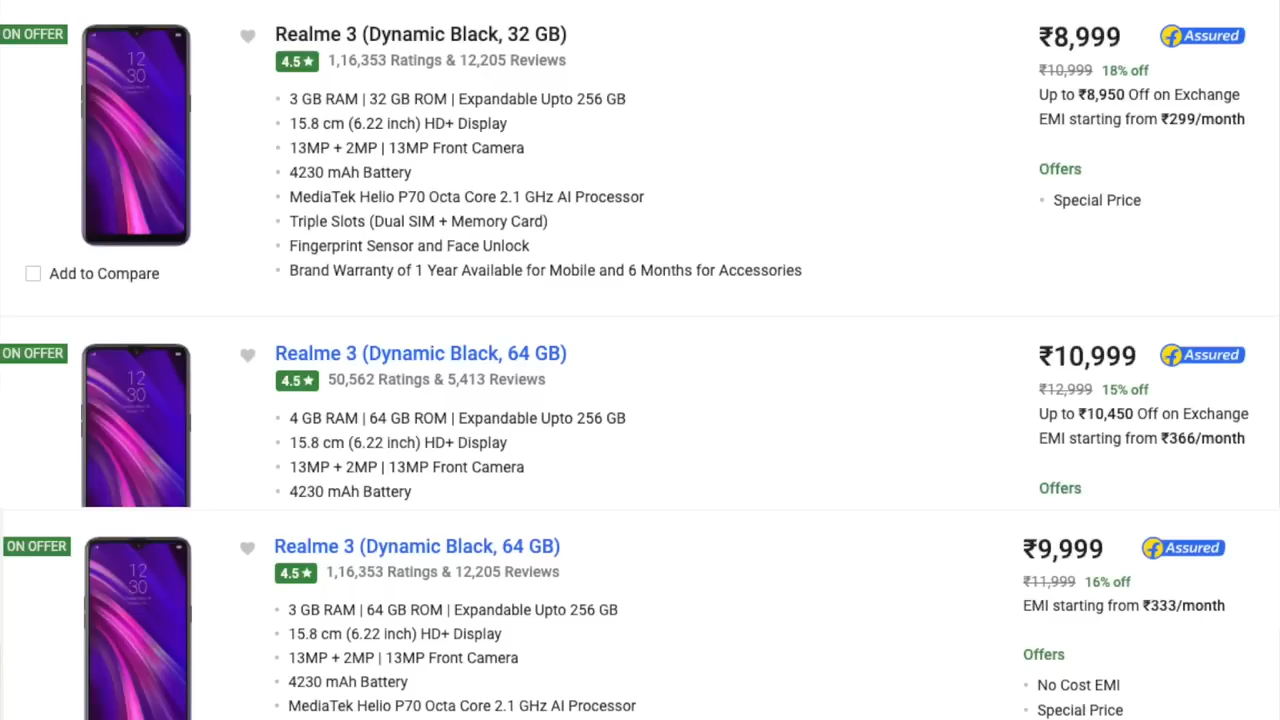 ON OFFER
12
30
Add to Compare
Realme 3 (Dynamic Black, 32 GB)
4.5★ 1,16,353 Ratings & 12,205 Reviews
3 GB RAM | 32 GB ROM | Expandable Upto 256 GB
15.8 cm (6.22 inch) HD+ Display
13MP + 2MP | 13MP Front Camera
4230 mAh Battery
MediaTek Helio P70 Octa Core 2.1 GHz AI Processor
Triple Slots (Dual SIM + Memory Card)
Fingerprint Sensor and Face Unlock
Brand Warranty of 1 Year Available for Mobile and 6 Months for Accessories
₹8,999 Assured
₹10,999 18% off
Up to ₹8,950 Off on Exchange
EMI starting from ₹299/month
Offers
Special Price
ON OFFER
12
30
Realme 3 (Dynamic Black, 64 GB)
4.5★ 50,562 Ratings & 5,413 Reviews
4 GB RAM | 64 GB ROM | Expandable Upto 256 GB
15.8 cm (6.22 inch) HD+ Display
13MP + 2MP | 13MP Front Camera
4230 mAh Battery
₹10,999 Assured
₹12,999 15% off
Up to ₹10,450 Off on Exchange
EMI starting from ₹366/month
Offers
ON OFFER
12
30
Realme 3 (Dynamic Black, 64 GB)
4.5★ 1,16,353 Ratings & 12,205 Reviews
3 GB RAM | 64 GB ROM | Expandable Upto 256 GB
15.8 cm (6.22 inch) HD+ Display
13MP + 2MP | 13MP Front Camera
4230 mAh Battery
MediaTek Helio P70 Octa Core 2.1 GHz AI Processor
₹9,999 Assured
₹11,999 16% off
EMI starting from ₹333/month
Offers
No Cost EMI
Special Price